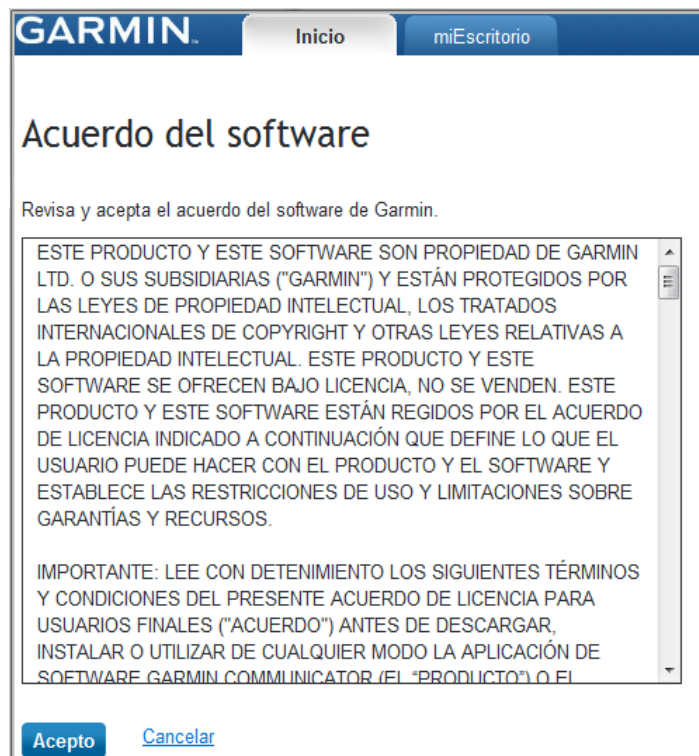 GARMIN
Inicio
miEscritorio
Acuerdo del software
Revisa y acepta el acuerdo del software de Garmin.
ESTE PRODUCTO Y ESTE SOFTWARE SON PROPIEDAD DE GARMIN
LTD. O SUS SUBSIDIARIAS ("GARMIN") Y ESTÁN PROTEGIDOS POR
LAS LEYES DE PROPIEDAD INTELECTUAL, LOS TRATADOS
INTERNACIONALES DE COPYRIGHT Y OTRAS LEYES RELATIVAS A
LA PROPIEDAD INTELECTUAL. ESTE PRODUCTO Y ESTE
SOFTWARE SE OFRECEN BAJO LICENCIA, NO SE VENDEN. ESTE
PRODUCTO Y ESTE SOFTWARE ESTÁN REGIDOS POR EL ACUERDO
DE LICENCIA INDICADO A CONTINUACIÓN QUE DEFINE LO QUE EL
USUARIO PUEDE HACER CON EL PRODUCTO Y EL SOFTWARE Y
ESTABLECE LAS RESTRICCIONES DE USO Y LIMITACIONES SOBRE
GARANTÍAS Y RECURSOS.
IMPORTANTE: LEE CON DETENIMIENTO LOS SIGUIENTES TÉRMINOS
Y CONDICIONES DEL PRESENTE ACUERDO DE LICENCIA PARA
USUARIOS FINALES ("ACUERDO") ANTES DE DESCARGAR,
INSTALAR O UTILIZAR DE CUALQUIER MODO LA APLICACIÓN DE
SOFTWARE GARMIN COMMUNICATOR (EL “PRODUCTO”) O EL
Acepto
Cancelar